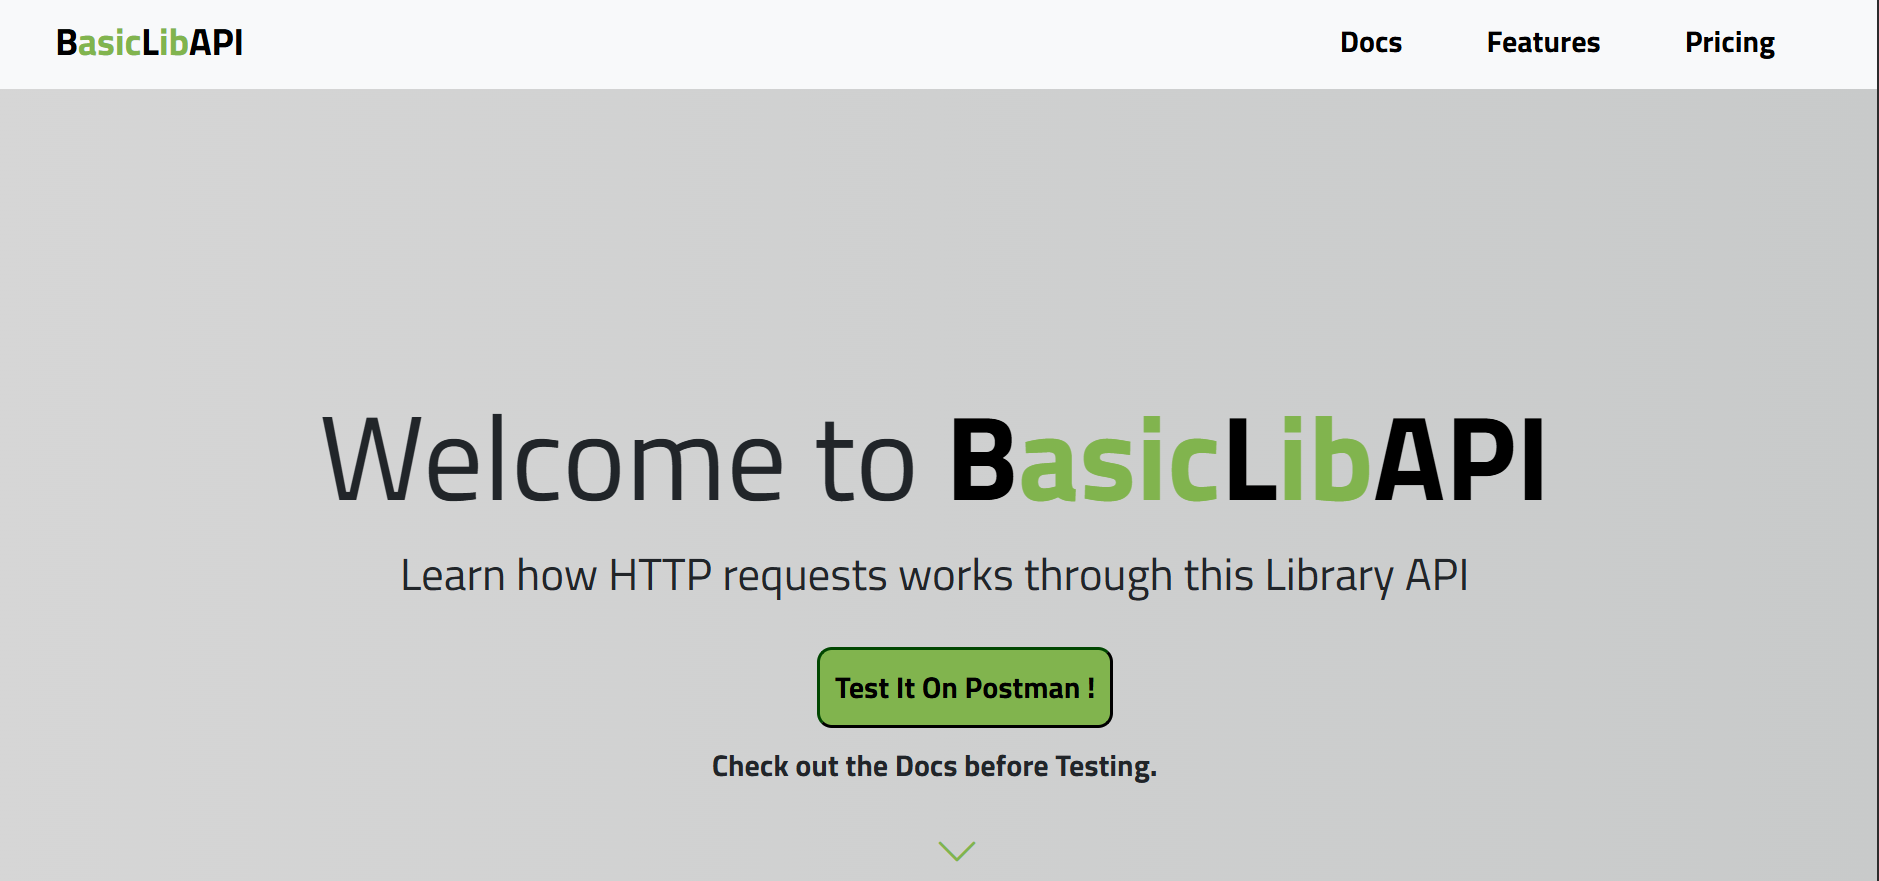 BasicLibAPI Docs Features Pricing
Welcome to BasicLibAPI
Learn how HTTP requests works through this Library API
Test It On Postman !
Check out the Docs before Testing.